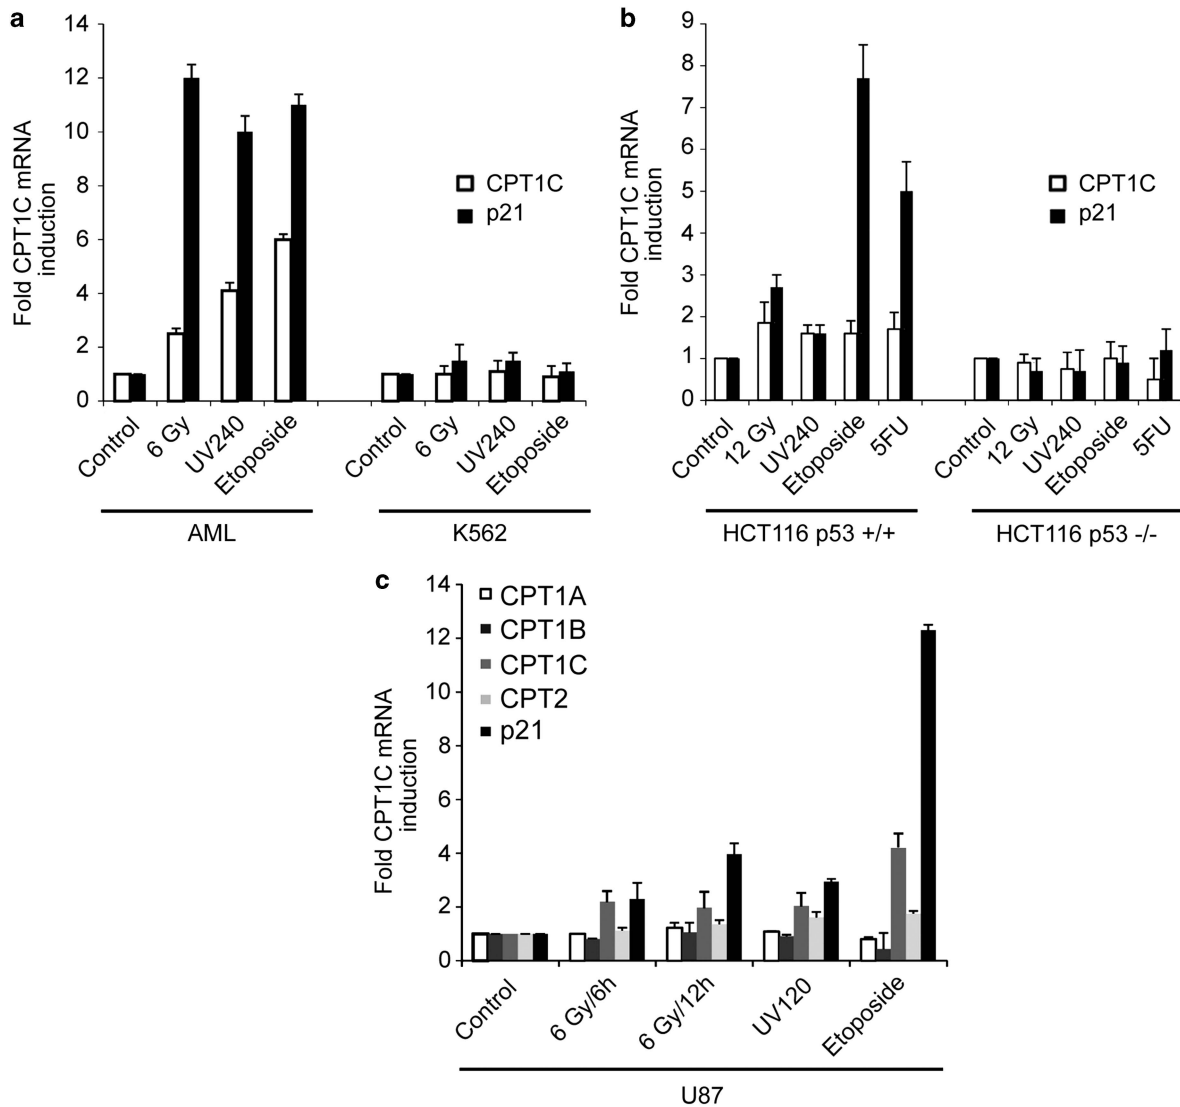 a
14
12
10
8
6
4
2
0
Fold CPT1C mRNA
induction
CPT1C
p21
Control
6 Gy
UV240
Etoposide
Control
6 Gy
UV240
Etoposide
AML
K562
b
9
8
7
6
5
4
3
2
1
0
Fold CPT1C mRNA
induction
CPT1C
p21
Control
12 Gy
UV240
Etoposide
5FU
Control
12 Gy
UV240
Etoposide
5FU
HCT116 p53 +/+
HCT116 p53 -/-
c
14
12
10
8
6
4
2
0
Fold CPT1C mRNA
induction
CPT1A
CPT1B
CPT1C
CPT2
p21
Control
6 Gy/6h
6 Gy/12h
UV120
Etoposide
U87